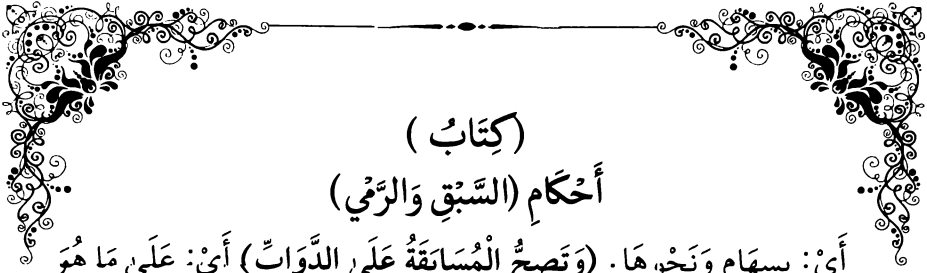 (كِتَابُ )
أَحْكَامِ (السَّبْقِ وَالرَّمْيِ)
أَيْ: بِسِهَامٍ وَنَحْوِهَا. (وَتَصِحُّ الْمُسَابَقَةُ عَلَى الدَّوَابِّ) أَيْ: عَلَى مَا هُوَ